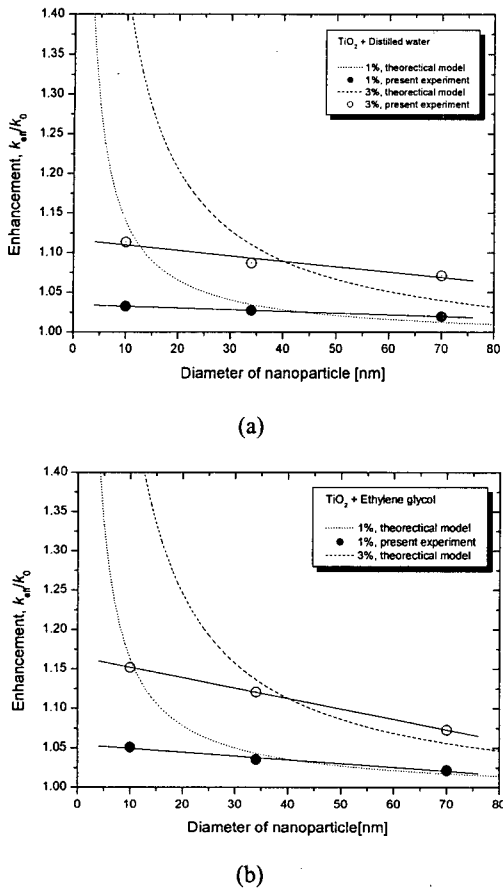 1.40
1.35
1.30
1.25
1.20
1.15
1.10
1.05
1.00
Enhancement, k_eff/k_0
TiO2 + Distilled water
1%, theorectical model
1%, present experiment
3%, theorectical model
3%, present experiment
0 10 20 30 40 50 60 70 80
Diameter of nanoparticle [nm]
(a)
1.40
1.35
1.30
1.25
1.20
1.15
1.10
1.05
1.00
Enhancement, k_eff/k_0
TiO2 + Ethylene glycol
1%, theorectical model
1%, present experiment
3%, theorectical model
0 10 20 30 40 50 60 70 80
Diameter of nanoparticle[nm]
(b)